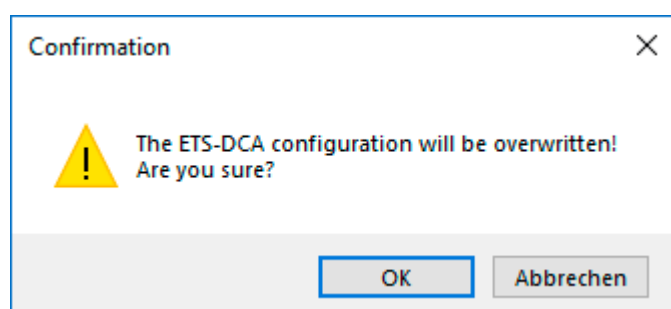 Confirmation
The ETS-DCA configuration will be overwritten!
Are you sure?
OK
Abbrechen